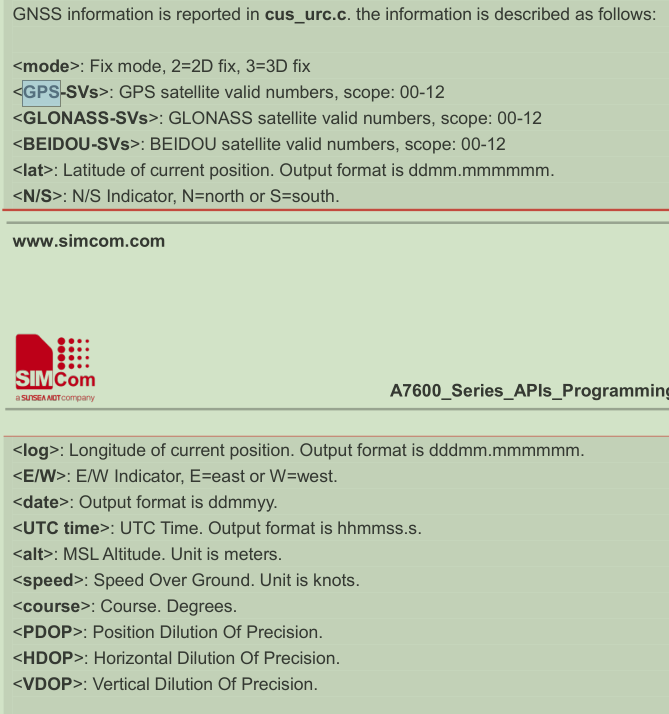 GNSS information is reported in cus_urc.c. the information is described as follows:
<mode>: Fix mode, 2=2D fix, 3=3D fix
<GPS-SVs>: GPS satellite valid numbers, scope: 00-12
<GLONASS-SVs>: GLONASS satellite valid numbers, scope: 00-12
<BEIDOU-SVs>: BEIDOU satellite valid numbers, scope: 00-12
<lat>: Latitude of current position. Output format is ddmm.mmmmmm.
<N/S>: N/S Indicator, N=north or S=south.
www.simcom.com
SIMCom
a SUNSEA AIOT company
A7600_Series_APIs_Programming
<log>: Longitude of current position. Output format is dddmm.mmmmmm.
<E/W>: E/W Indicator, E=east or W=west.
<date>: Output format is ddmmyy.
<UTC time>: UTC Time. Output format is hhmmss.s.
<alt>: MSL Altitude. Unit is meters.
<speed>: Speed Over Ground. Unit is knots.
<course>: Course. Degrees.
<PDOP>: Position Dilution Of Precision.
<HDOP>: Horizontal Dilution Of Precision.
<VDOP>: Vertical Dilution Of Precision.